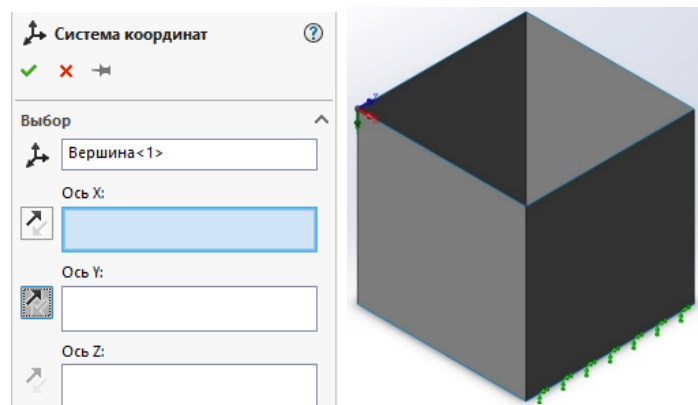 Система координат
Выбор
Вершина<1>
Ось X:
Ось Y:
Ось Z: